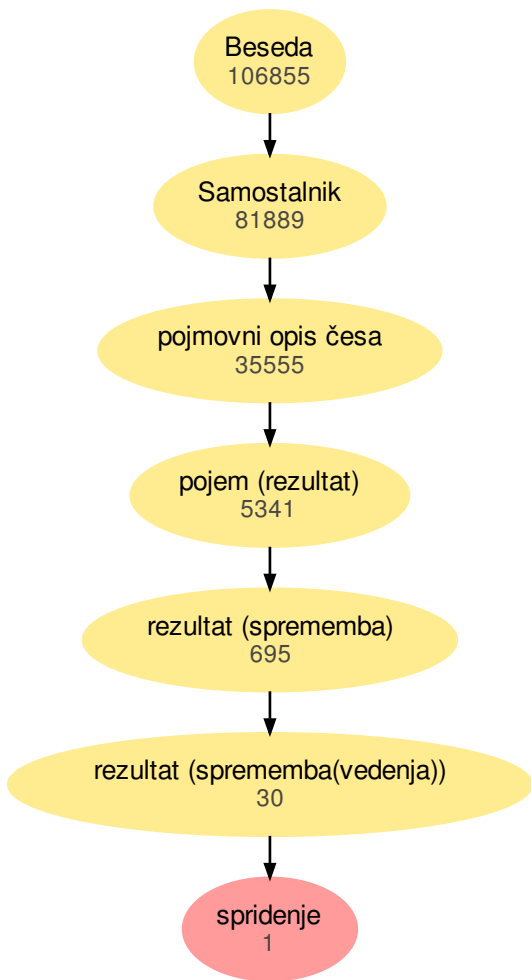 Beseda
106855
Samostalnik
81889
pojmovni opis česa
35555
pojem (rezultat)
5341
rezultat (sprememba)
695
rezultat (sprememba(vedenja))
30
spridenje
1